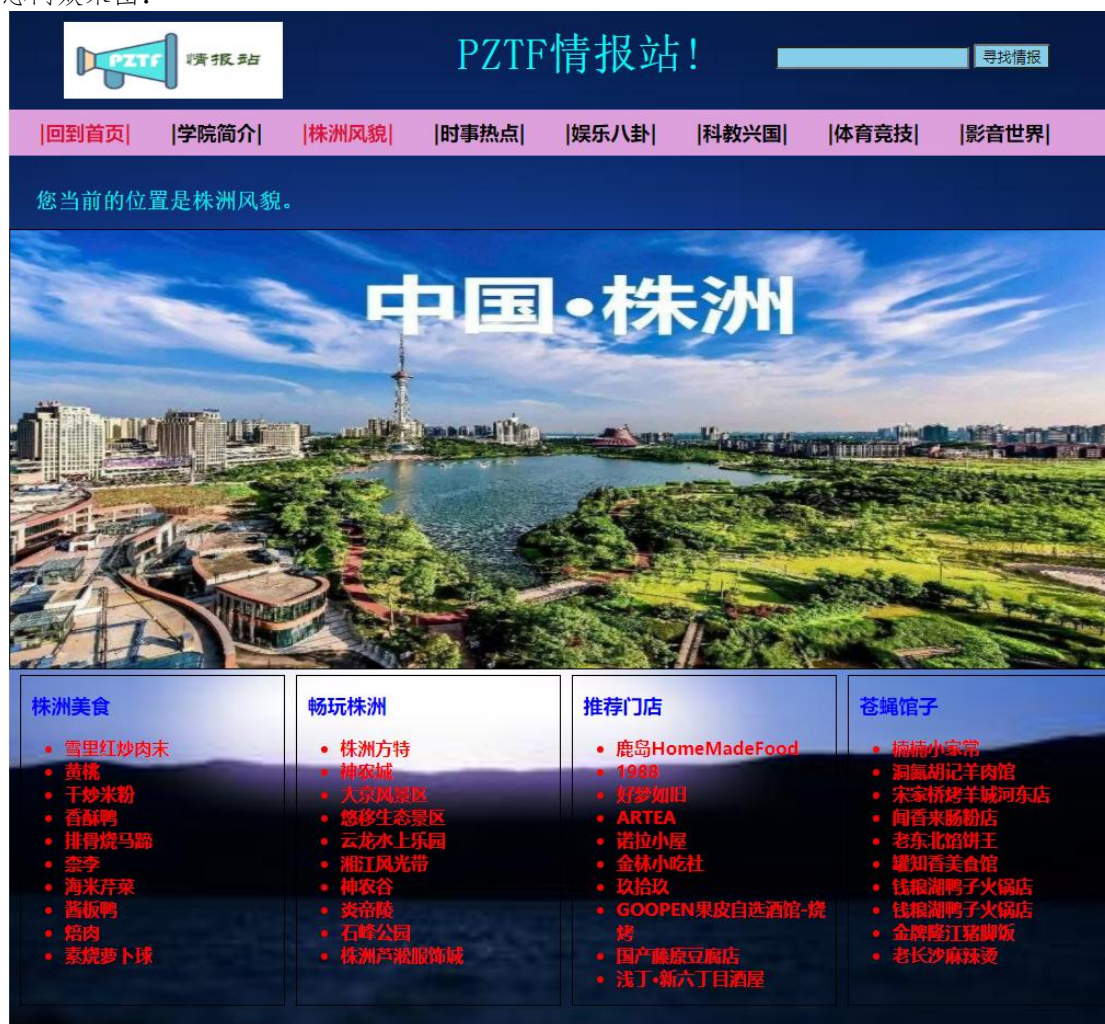 思网效果图：
PZTF 情报站
PZTF情报站！
寻找情报
|回到首页| |学院简介| |株洲风貌| |时事热点| |娱乐八卦| |科教兴国| |体育竞技| |影音世界|
您当前的位置是株洲风貌。
中国·株洲
株洲美食
雪里红炒肉末
黄桃
干炒米粉
香酥鸭
排骨烧马蹄
柰李
海米芹菜
酱板鸭
焙肉
素烧萝卜球
畅玩株洲
株洲方特
神农城
大京风景区
悠移生态景区
云龙水上乐园
湘江风光带
神农谷
炎帝陵
石峰公园
株洲芦淞服饰城
推荐门店
鹿岛HomeMadeFood
1988
好梦如旧
ARTEA
诺拉小屋
金林小吃社
玖拾玖
GOOPEN果皮自选酒馆-烧
烤
国产藤原豆腐店
浅丁·新六丁目酒屋
苍蝇馆子
楠楠小家常
洞氮胡记羊肉馆
宋家桥烤羊城河东店
闻香来肠粉店
老东北馅饼王
罐知香美食馆
钱粮湖鸭子火锅店
钱粮湖鸭子火锅店
金牌隆江猪脚饭
老长沙麻辣烫